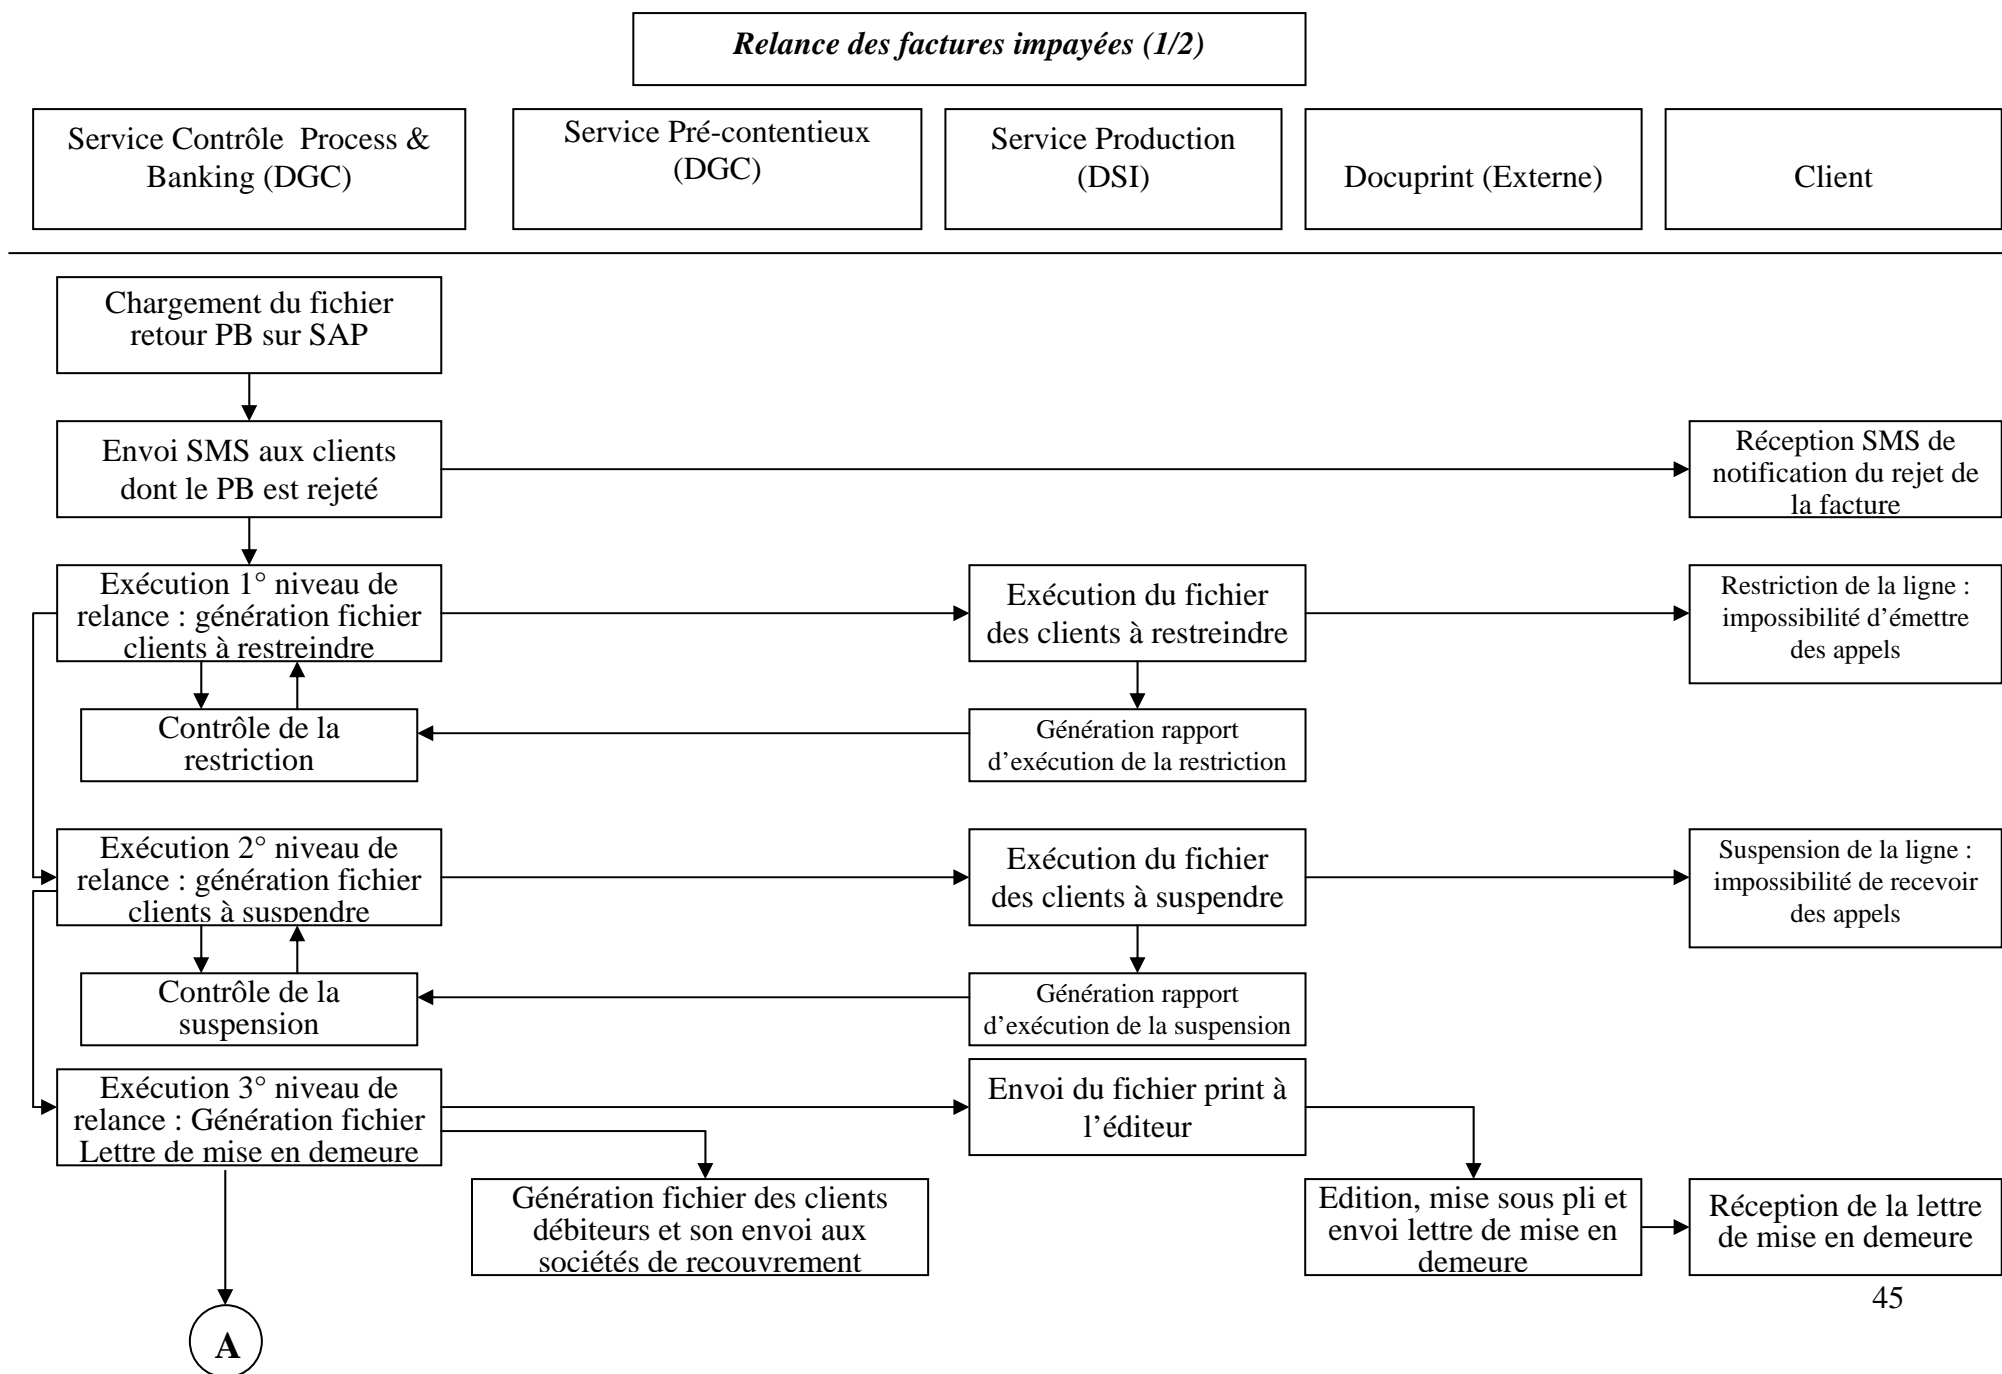 Relance des factures impayées (1/2)
Service Contrôle  Process &
Banking (DGC)
Service Pré-contentieux
(DGC)
Service Production
(DSI)
Docuprint (Externe)
Client
Chargement du fichier
retour PB sur SAP
Envoi SMS aux clients
dont le PB est rejeté
Réception SMS de
notification du rejet de
la facture
Exécution 1° niveau de
relance : génération fichier
clients à restreindre
Exécution du fichier
des clients à restreindre
Restriction de la ligne :
impossibilité d’émettre
des appels
Contrôle de la
restriction
Génération rapport
d’exécution de la restriction
Exécution 2° niveau de
relance : génération fichier
clients à suspendre
Exécution du fichier
des clients à suspendre
Suspension de la ligne :
impossibilité de recevoir
des appels
Contrôle de la
suspension
Génération rapport
d’exécution de la suspension
Exécution 3° niveau de
relance : Génération fichier
Lettre de mise en demeure
Envoi du fichier print à
l’éditeur
Génération fichier des clients
débiteurs et son envoi aux
sociétés de recouvrement
Edition, mise sous pli et
envoi lettre de mise en
demeure
Réception de la lettre
de mise en demeure
45
A